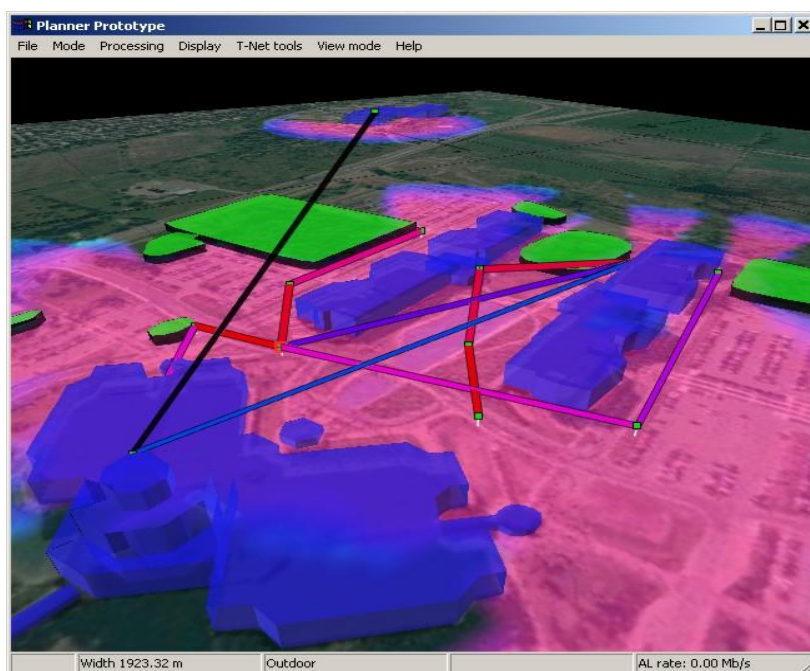 Planner Prototype
File Mode Processing Display T-Net tools View mode Help
Width 1923.32 m Outdoor AL rate: 0.00 Mb/s